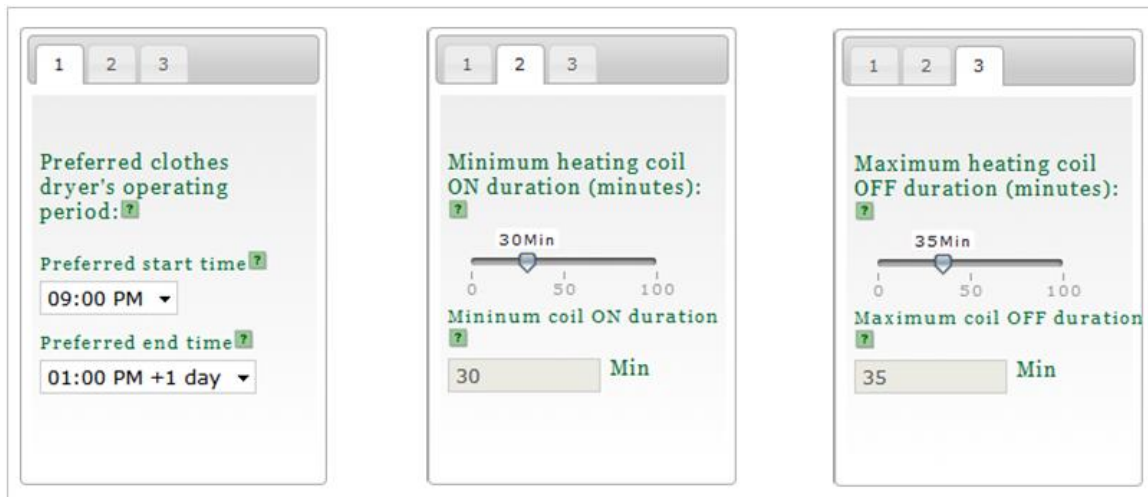 1 2 3
Preferred clothes
dryer's operating
period:?
Preferred start time?
09:00 PM
Preferred end time?
01:00 PM +1 day
1 2 3
Minimum heating coil
ON duration (minutes):
?
30Min
0 50 100
Mininum coil ON duration
?
30 Min
1 2 3
Maximum heating coil
OFF duration (minutes):
?
35Min
0 50 100
Maximum coil OFF duration
?
35 Min